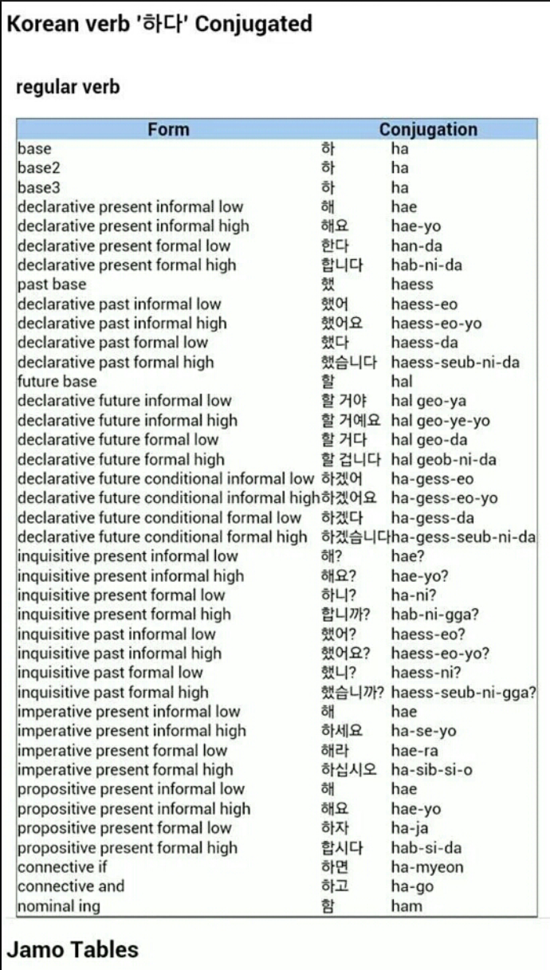 Korean verb '하다' Conjugated
regular verb
Form Conjugation
base 하 ha
base2 하 ha
base3 하 ha
declarative present informal low 해 hae
declarative present informal high 해요 hae-yo
declarative present formal low 한다 han-da
declarative present formal high 합니다 hab-ni-da
past base 했 haess
declarative past informal low 했어 haess-eo
declarative past informal high 했어요 haess-eo-yo
declarative past formal low 했다 haess-da
declarative past formal high 했습니다 haess-seub-ni-da
future base 할 hal
declarative future informal low 할 거야 hal geo-ya
declarative future informal high 할 거예요 hal geo-ye-yo
declarative future formal low 할 거다 hal geo-da
declarative future formal high 할 겁니다 hal geob-ni-da
declarative future conditional informal low 하겠어 ha-gess-eo
declarative future conditional informal high 하겠어요 ha-gess-eo-yo
declarative future conditional formal low 하겠다 ha-gess-da
declarative future conditional formal high 하겠습니다 ha-gess-seub-ni-da
inquisitive present informal low 해? hae?
inquisitive present informal high 해요? hae-yo?
inquisitive present formal low 하니? ha-ni?
inquisitive present formal high 합니까? hab-ni-gga?
inquisitive past informal low 했어? haess-eo?
inquisitive past informal high 했어요? haess-eo-yo?
inquisitive past formal low 했니? haess-ni?
inquisitive past formal high 했습니까? haess-seub-ni-gga?
imperative present informal low 해 hae
imperative present informal high 하세요 ha-se-yo
imperative present formal low 해라 hae-ra
imperative present formal high 하십시오 ha-sib-si-o
propositive present informal low 해 hae
propositive present informal high 해요 hae-yo
propositive present formal low 하자 ha-ja
propositive present formal high 합시다 hab-si-da
connective if 하면 ha-myeon
connective and 하고 ha-go
nominal ing 함 ham
Jamo Tables